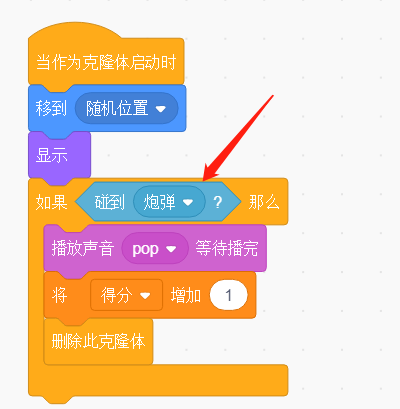 当作为克隆体启动时
移到 随机位置
显示
如果 碰到 炮弹 ? 那么
播放声音 pop 等待播完
将 得分 增加 1
删除此克隆体